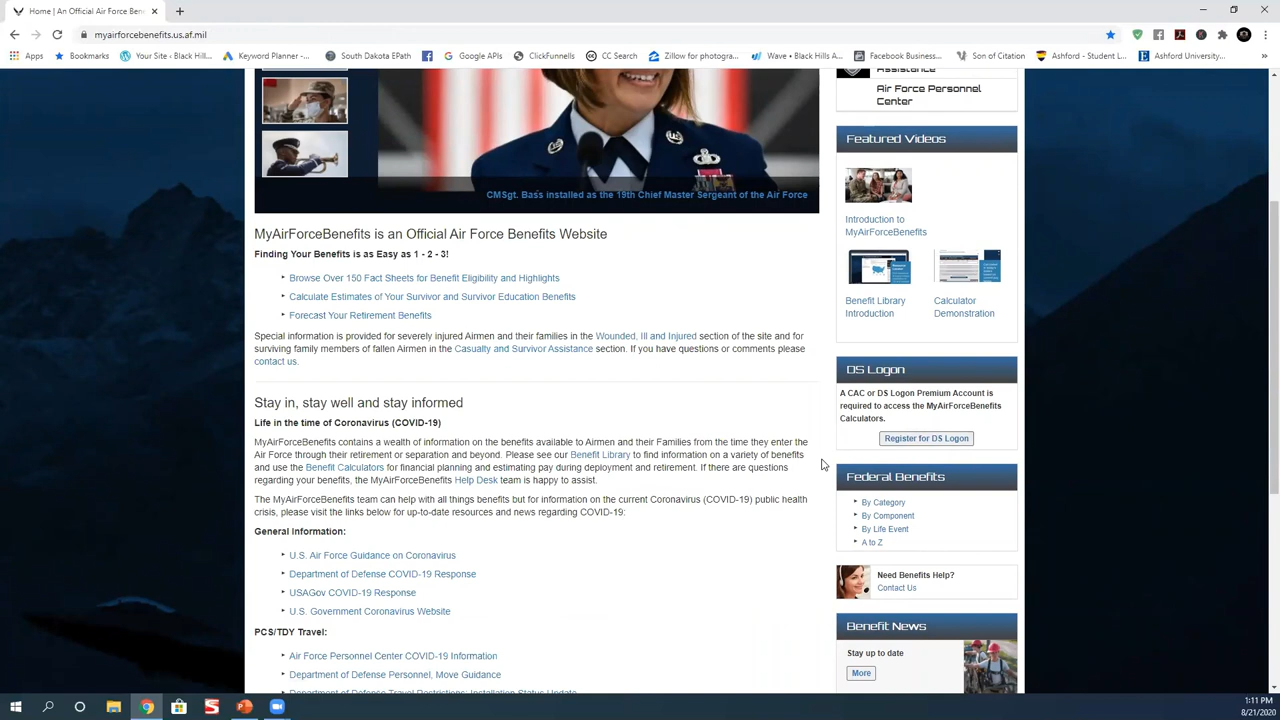 Home | An Official Air Force Ben
myairforcebenefits.us.af.mil
Apps
Bookmarks
Your Site • Black Hill...
Keyword Planner -...
South Dakota EPath
Google APIs
ClickFunnells
CC Search
Zillow for photogra...
Wave • Black Hills A...
Facebook Business...
Son of Citation
Ashford - Student L...
Ashford University:...
»
CMSgt. Bass installed as the 19th Chief Master Sergeant of the Air Force
MyAirForceBenefits is an Official Air Force Benefits Website
Finding Your Benefits is as Easy as 1 - 2 - 3!
Browse Over 150 Fact Sheets for Benefit Eligibility and Highlights
Calculate Estimates of Your Survivor and Survivor Education Benefits
Forecast Your Retirement Benefits
Special information is provided for severely injured Airmen and their families in the Wounded, Ill and Injured section of the site and for
surviving family members of fallen Airmen in the Casualty and Survivor Assistance section. If you have questions or comments please
contact us.
Stay in, stay well and stay informed
Life in the time of Coronavirus (COVID-19)
MyAirForceBenefits contains a wealth of information on the benefits available to Airmen and their Families from the time they enter the
Air Force through their retirement or separation and beyond. Please see our Benefit Library to find information on a variety of benefits
and use the Benefit Calculators for financial planning and estimating pay during deployment and retirement. If there are questions
regarding your benefits, the MyAirForceBenefits Help Desk team is happy to assist.
The MyAirForceBenefits team can help with all things benefits but for information on the current Coronavirus (COVID-19) public health
crisis, please visit the links below for up-to-date resources and news regarding COVID-19:
General Information:
U.S. Air Force Guidance on Coronavirus
Department of Defense COVID-19 Response
USAGov COVID-19 Response
U.S. Government Coronavirus Website
PCS/TDY Travel:
Air Force Personnel Center COVID-19 Information
Department of Defense Personnel, Move Guidance
Department of Defense Travel Restrictions: Installation Status Update
Assistance
Air Force Personnel
Center
Featured Videos
Introduction to
MyAirForceBenefits
Benefit Library
Introduction
Calculator
Demonstration
DS Logon
A CAC or DS Logon Premium Account is
required to access the MyAirForceBenefits
Calculators.
Register for DS Logon
Federal Benefits
By Category
By Component
By Life Event
A to Z
Need Benefits Help?
Contact Us
Benefit News
Stay up to date
More
1:11 PM
8/21/2020